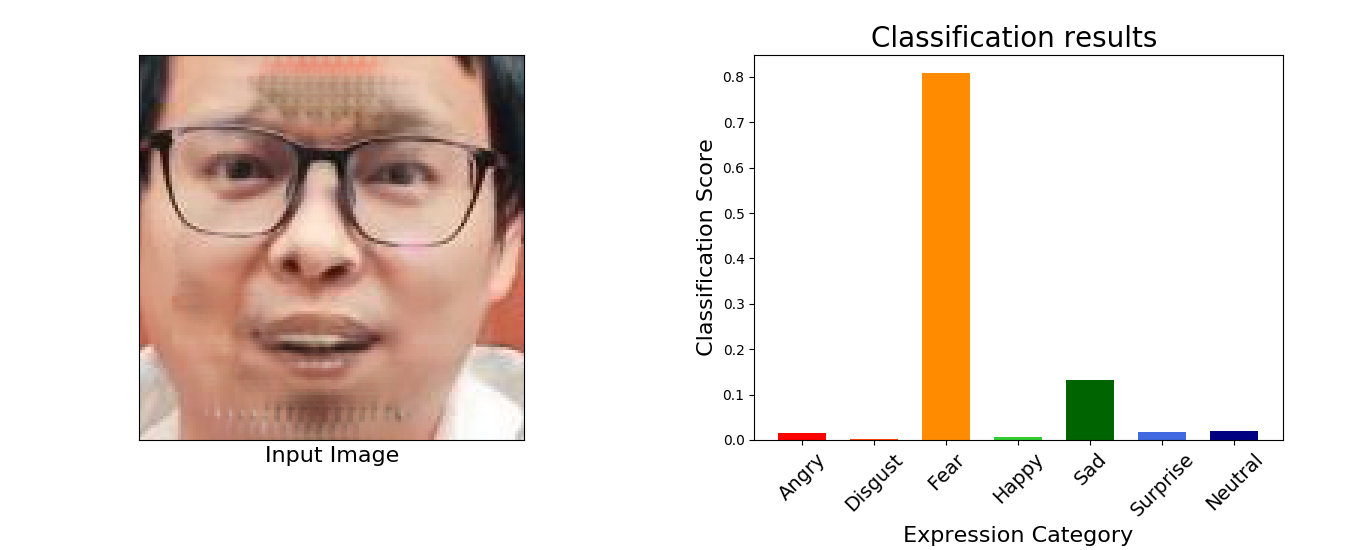 Input Image
Classification results
Classification Score
0.8
0.7
0.6
0.5
0.4
0.3
0.2
0.1
0.0
Angry
Disgust
Fear
Happy
Sad
Surprise
Neutral
Expression Category